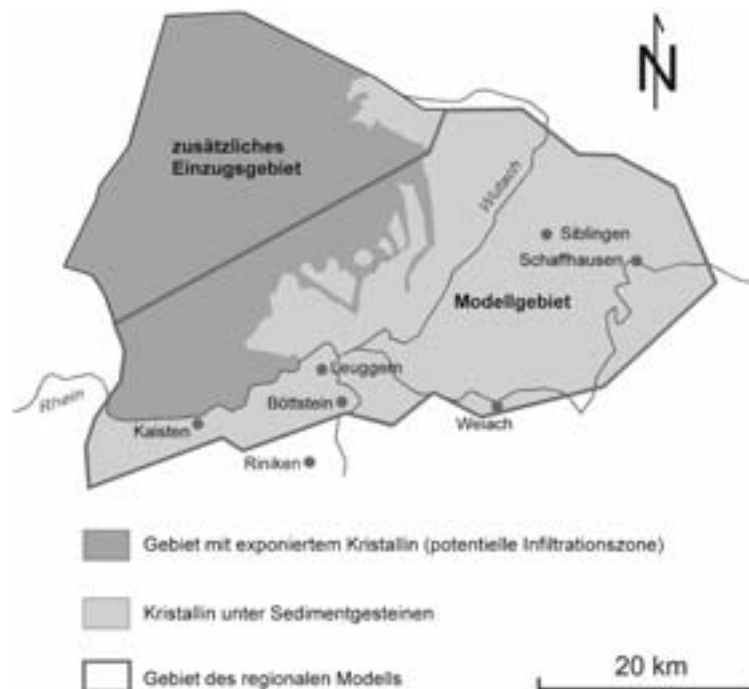 N
zusätzliches
Einzugsgebiet
Wutach
Siblingen
Schaffhausen
Modellgebiet
Leuggern
Rhein
Böttstein
Kaisten
Weiach
Riniken
Gebiet mit exponiertem Kristallin (potentielle Infiltrationszone)
Kristallin unter Sedimentgesteinen
20 km
Gebiet des regionalen Modells